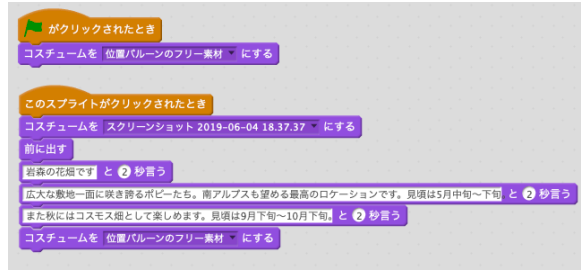 がクリックされたとき
コスチュームを 位置バルーンのフリー素材 にする
このスプライトがクリックされたとき
コスチュームを スクリーンショット 2019-06-04 18.37.37 にする
前に出す
岩森の花畑です と 2 秒言う
広大な敷地一面に咲き誇るポピーたち。南アルプスも望める最高のロケーションです。見頃は5月中旬〜下旬 と 2 秒言う
また秋にはコスモス畑として楽しめます。見頃は9月下旬〜10月下旬。 と 2 秒言う
コスチュームを 位置バルーンのフリー素材 にする